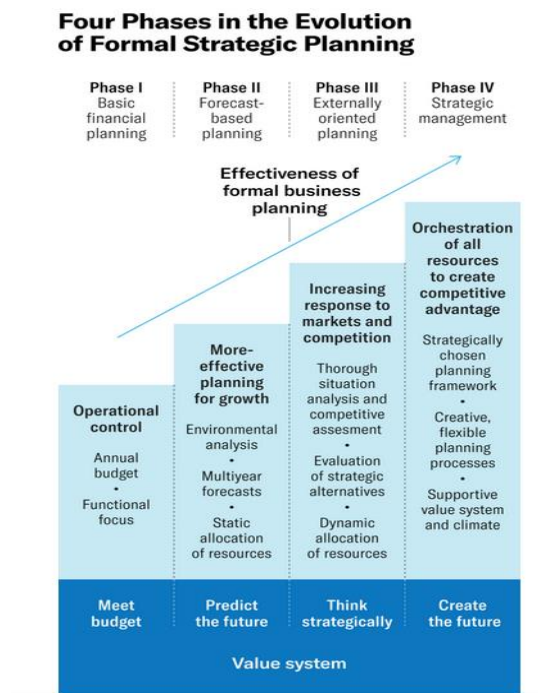 Four Phases in the Evolution
of Formal Strategic Planning
Phase I
Basic
financial
planning
Phase II
Forecast-
based
planning
Phase III
Externally
oriented
planning
Phase IV
Strategic
management
Effectiveness of
formal business
planning
Operational
control
Annual
budget
•
Functional
focus
More-
effective
planning
for growth
Environmental
analysis
•
Multiyear
forecasts
•
Static
allocation
of resources
Increasing
response to
markets and
competition
Thorough
situation
analysis and
competitive
assesment
•
Evaluation
of strategic
alternatives
•
Dynamic
allocation
of resources
Orchestration
of all
resources
to create
competitive
advantage
Strategically
chosen
planning
framework
•
Creative,
flexible
planning
processes
•
Supportive
value system
and climate
Meet
budget
Predict
the future
Think
strategically
Create
the future
Value system